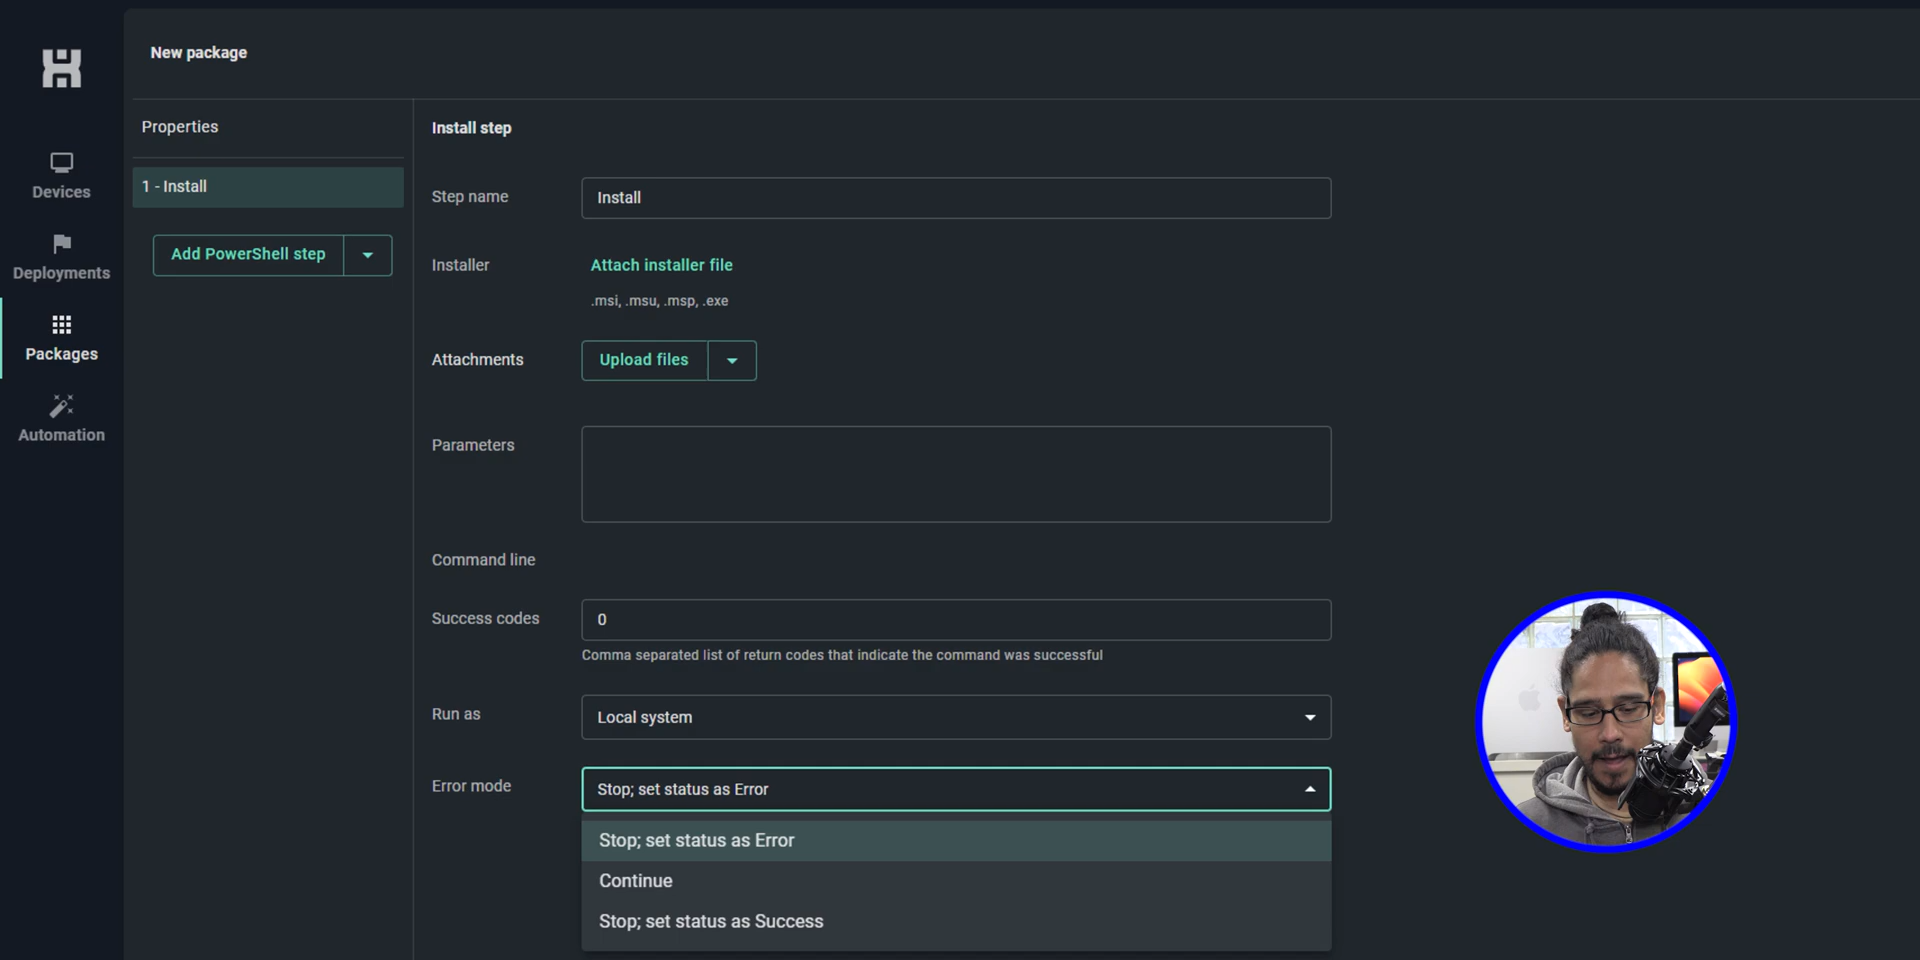 New package
Devices
Deployments
Packages
Automation
Properties
1 - Install
Add PowerShell step
Install step
Step name
Install
Installer
Attach installer file
.msi, .msu, .msp, .exe
Attachments
Upload files
Parameters
Command line
Success codes
0
Comma separated list of return codes that indicate the command was successful
Run as
Local system
Error mode
Stop; set status as Error
Stop; set status as Error
Continue
Stop; set status as Success